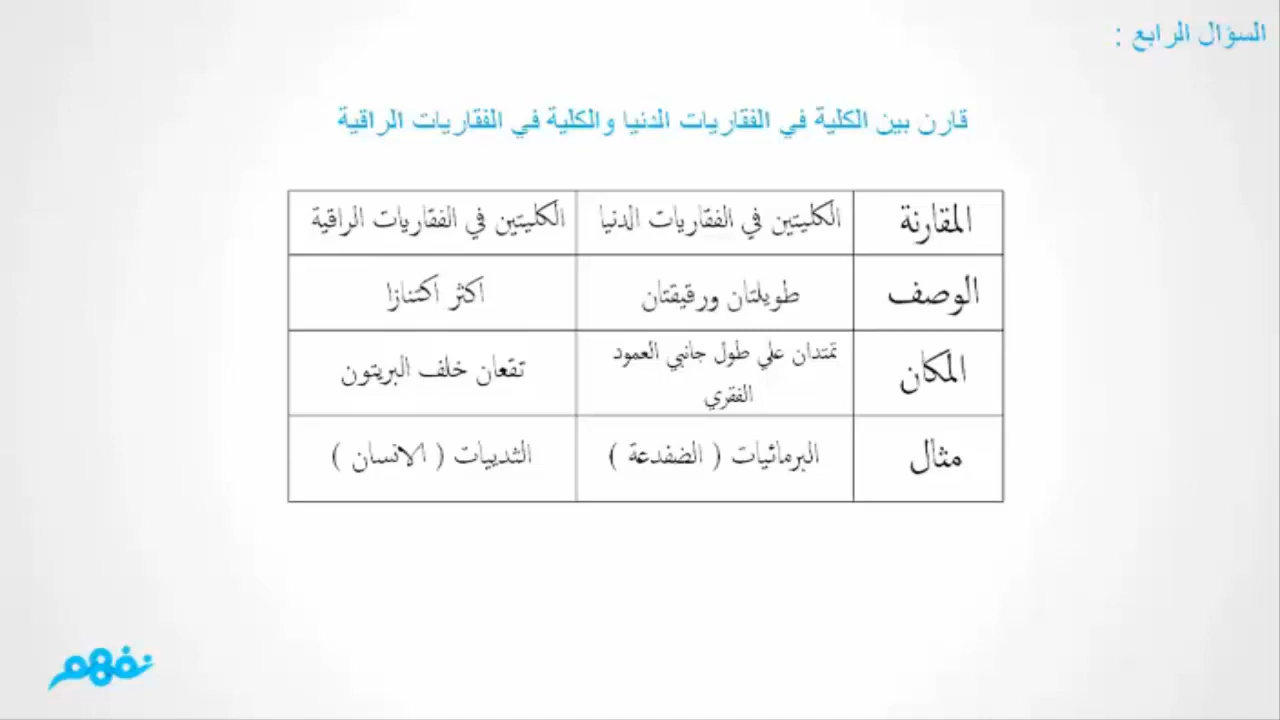 السؤال الرابع :
قارن بين الكلية في الفقاريات الدنيا والكلية في الفقاريات الراقية
المقارنة الكليتين في الفقاريات الدنيا الكليتين في الفقاريات الراقية
الوصف طويلتان ورقيقتان اكثر اكتنازا
المكان تمتدان علي طول جانبي العمود الفقري تقعان خلف البريتون
مثال البرمائيات ( الضفدعة ) الثدييات ( الانسان )
نفهم